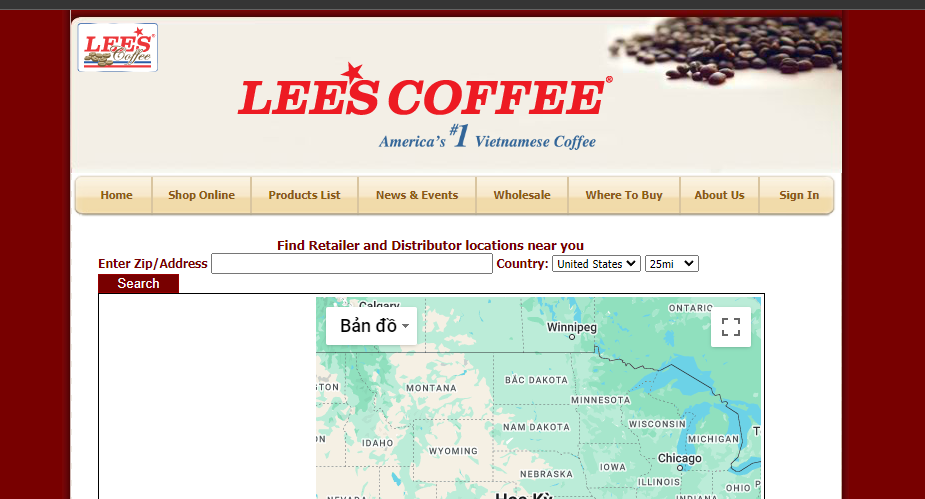 LEE'S®
Coffee
LEE'S COFFEE®
America's #1 Vietnamese Coffee
Home Shop Online Products List News & Events Wholesale Where To Buy About Us Sign In
Find Retailer and Distributor locations near you
Enter Zip/Address Country: United States 25mi
Search
Calgary
ONTARIO
Bản đồ
Winnipeg
BẮC DAKOTA
MONTANA
MINNESOTA
NAM DAKOTA
WISCONSIN
MICHIGAN
IDAHO
WYOMING
Chicago
IOWA
NEBRASKA
ILLINOIS
OHIO
Hoa Kỳ
NEVADA
INDIANA